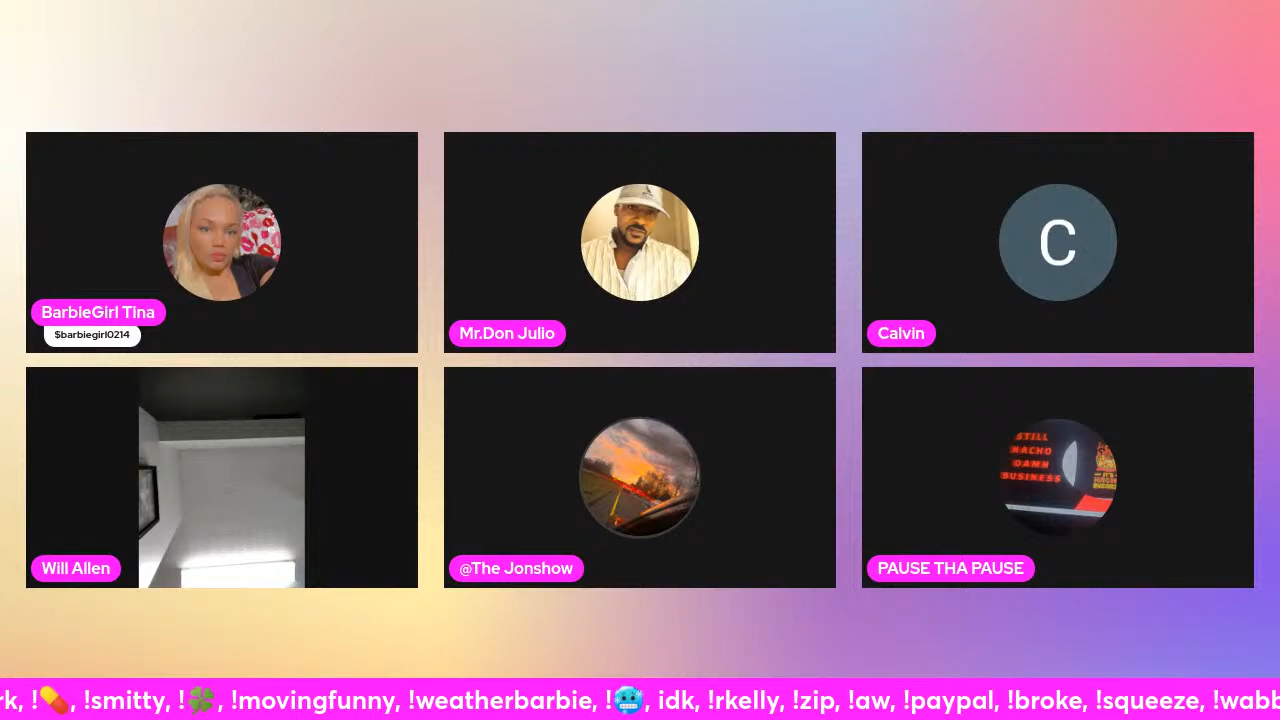 BarbieGirl Tina
$barbiegirl0214
Mr.Don Julio
C
Calvin
Will Allen
@The Jonshow
STILL
NACHO
DAMN
BUSINESS
PAUSE THA PAUSE
rk, !💊, !smitty, !🍀, !movingfunny, !weatherbarbie, !🥶, idk, !rkelly, !zip, !aw, !paypal, !broke, !squeeze, !wabb